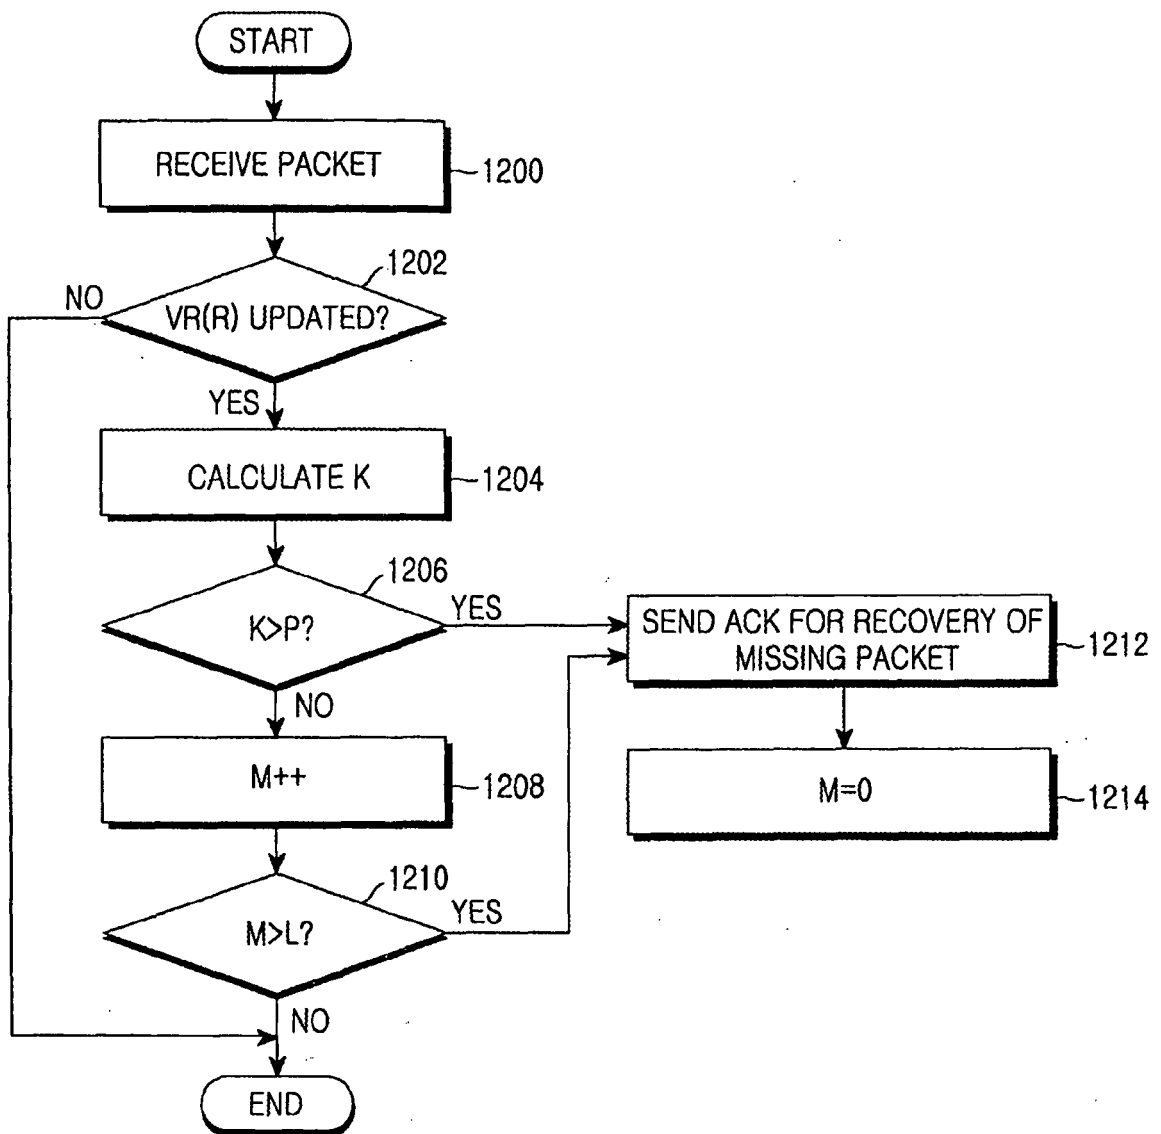 START
RECEIVE PACKET
1200
1202
NO
VR(R) UPDATED?
YES
CALCULATE K
1204
1206
K>P?
YES
NO
SEND ACK FOR RECOVERY OF
MISSING PACKET
1212
M++
1208
M=0
1214
1210
M>L?
YES
NO
END